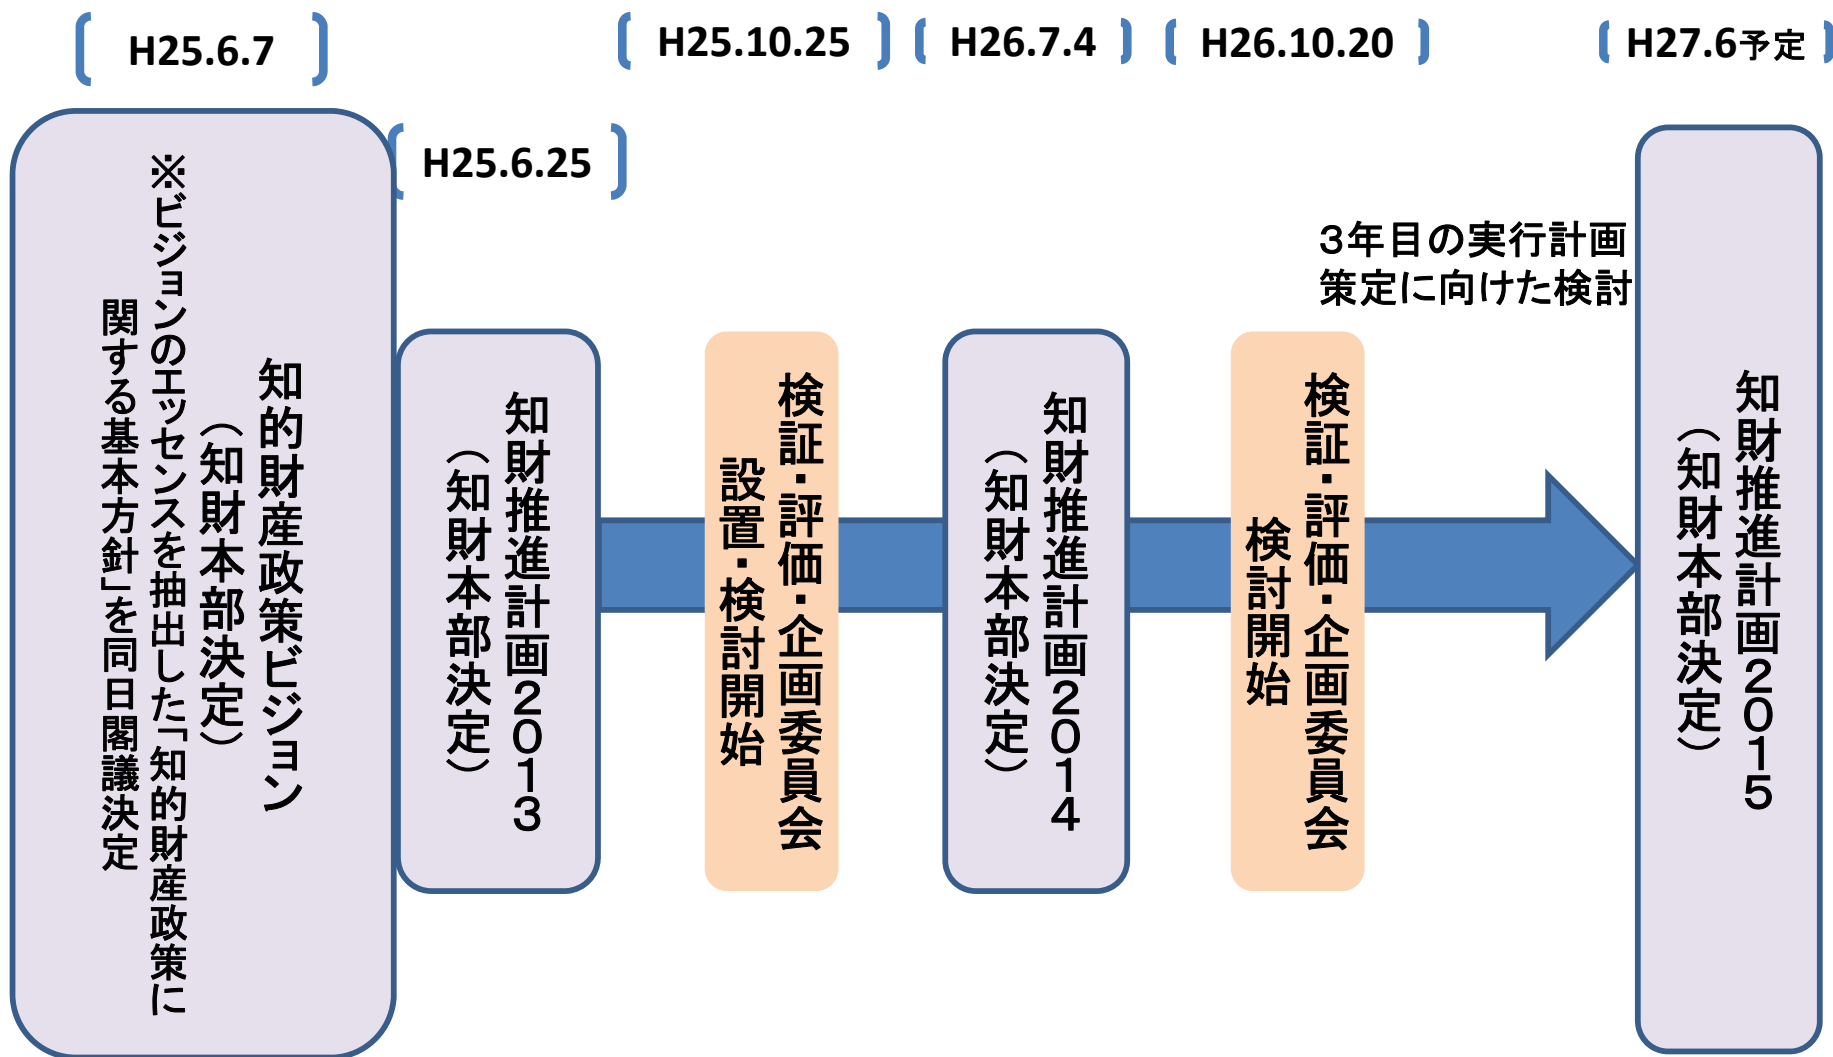 H25.6.7
H25.10.25
H26.7.4
H26.10.20
H27.6予定
H25.6.25
知的財産政策ビジョン
（知財本部決定）
※ビジョンのエッセンスを抽出した「知的財産政策に
関する基本方針」を同日閣議決定
知財推進計画２０１３
（知財本部決定）
検証・評価・企画委員会
設置・検討開始
知財推進計画２０１４
（知財本部決定）
検証・評価・企画委員会
検討開始
３年目の実行計画
策定に向けた検討
知財推進計画２０１５
（知財本部決定）